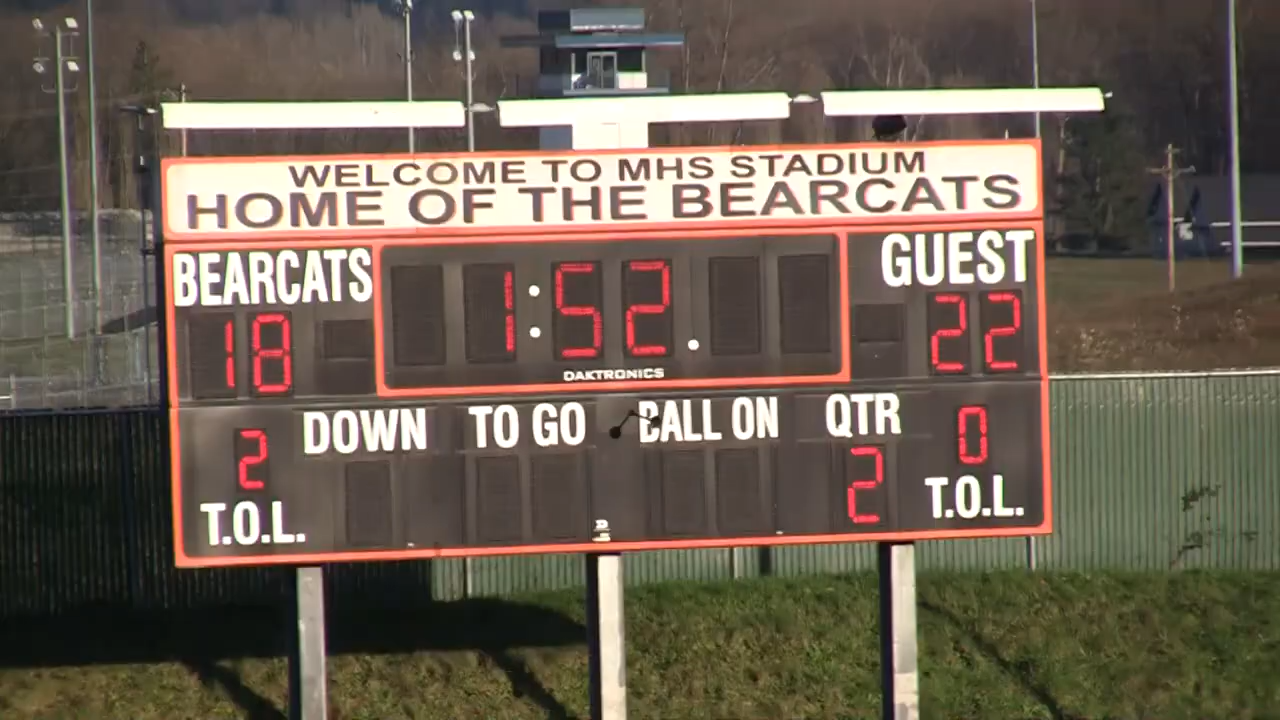 WELCOME TO MHS STADIUM
HOME OF THE BEARCATS
BEARCATS 1:52. GUEST
18 22
DAKTRONICS
DOWN TO GO BALL ON QTR
2 2 0
T.O.L. T.O.L.